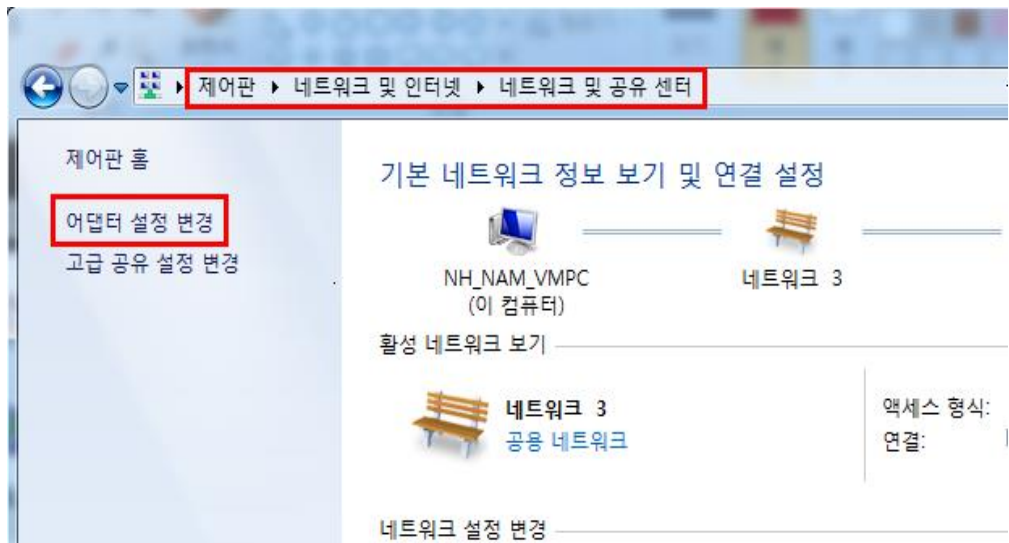 제어판 ▸ 네트워크 및 인터넷 ▸ 네트워크 및 공유 센터
제어판 홈
어댑터 설정 변경
고급 공유 설정 변경
기본 네트워크 정보 보기 및 연결 설정
NH_NAM_VMPC
(이 컴퓨터)
네트워크 3
활성 네트워크 보기
네트워크 3
공용 네트워크
액세스 형식:
연결:
네트워크 설정 변경